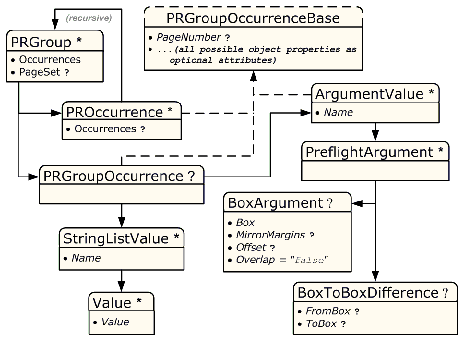 (recursive)
PRGroup *
• Occurrences
• PageSet ?
PRGroupOccurrenceBase
• PageNumber ?
• ...(all possible object properties as
optional attributes)
PROccurrence *
• Occurrences ?
ArgumentValue *
• Name
PRGroupOccurrence ?
PreflightArgument *
BoxArgument ?
• Box
• MirrorMargins ?
• Offset ?
• Overlap = "False"
StringListValue *
• Name
Value *
• Value
BoxToBoxDifference ?
• FromBox ?
• ToBox ?